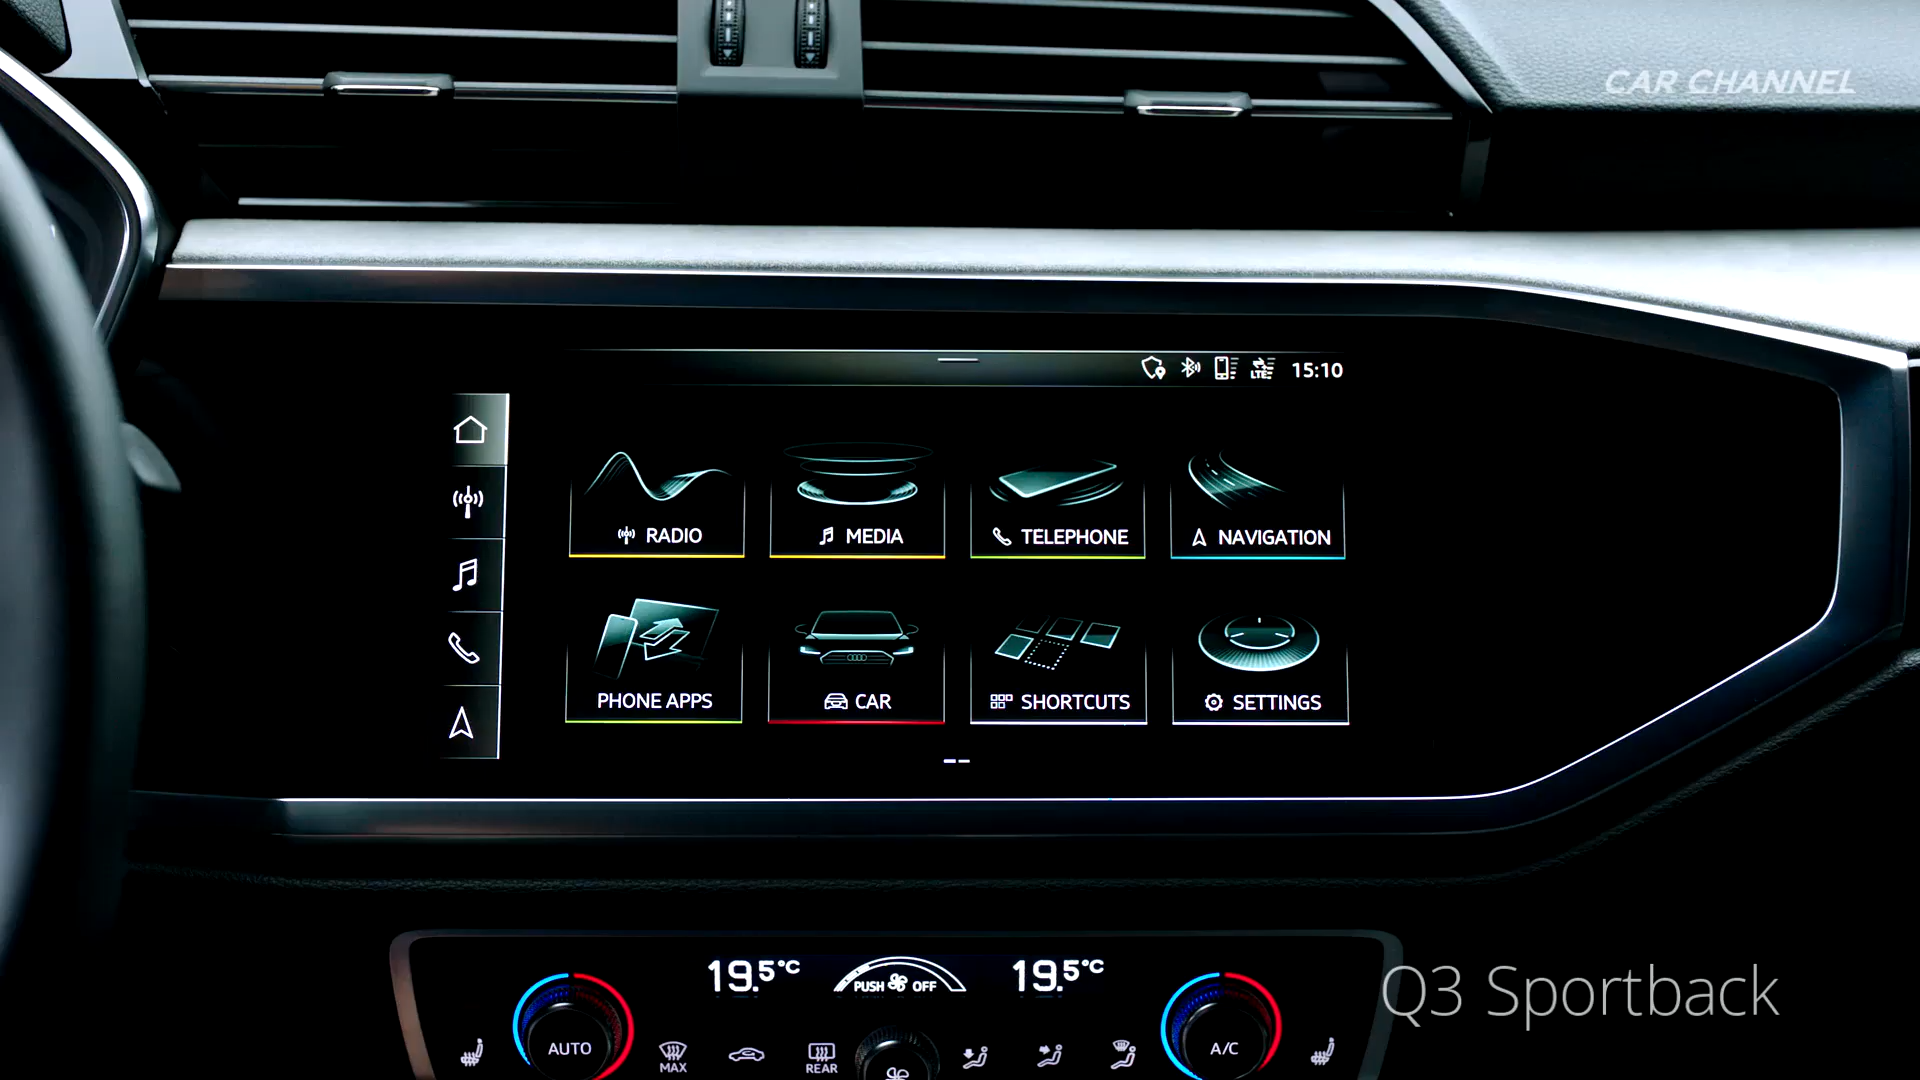 CAR CHANNEL
LTE 15:10
RADIO
MEDIA
TELEPHONE
NAVIGATION
PHONE APPS
CAR
SHORTCUTS
SETTINGS
19.5°C
PUSH OFF
19.5°C
Q3 Sportback
AUTO
MAX
REAR
A/C